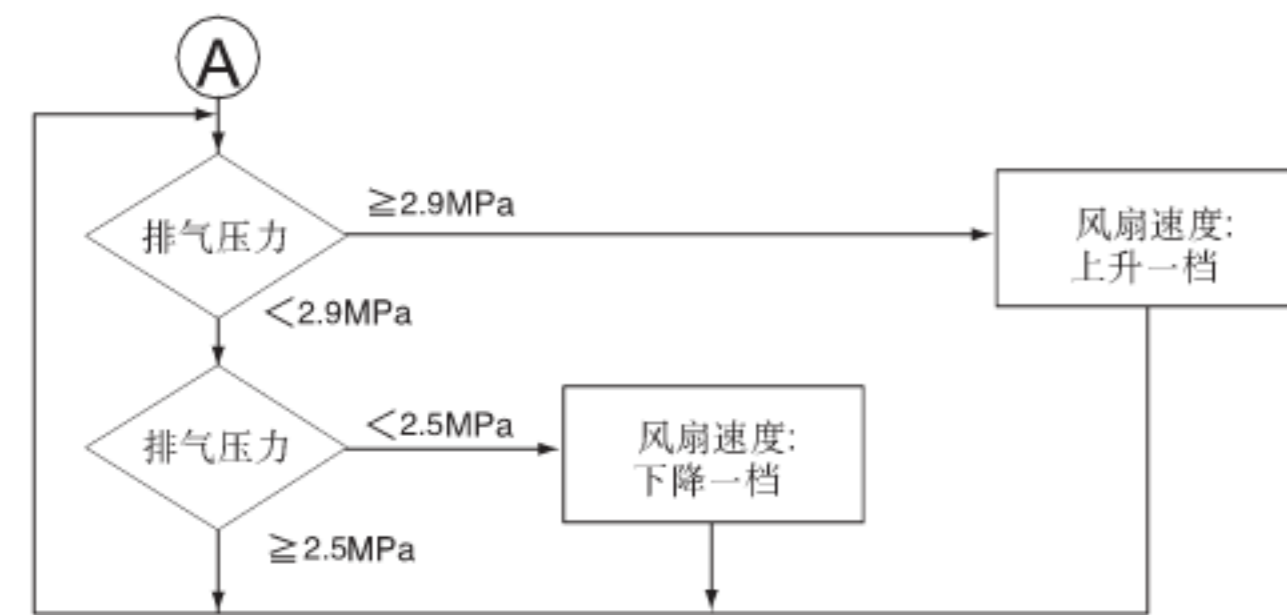 A
排气压力
≧2.9MPa
风扇速度:
上升一档
<2.9MPa
排气压力
<2.5MPa
风扇速度:
下降一档
≧2.5MPa